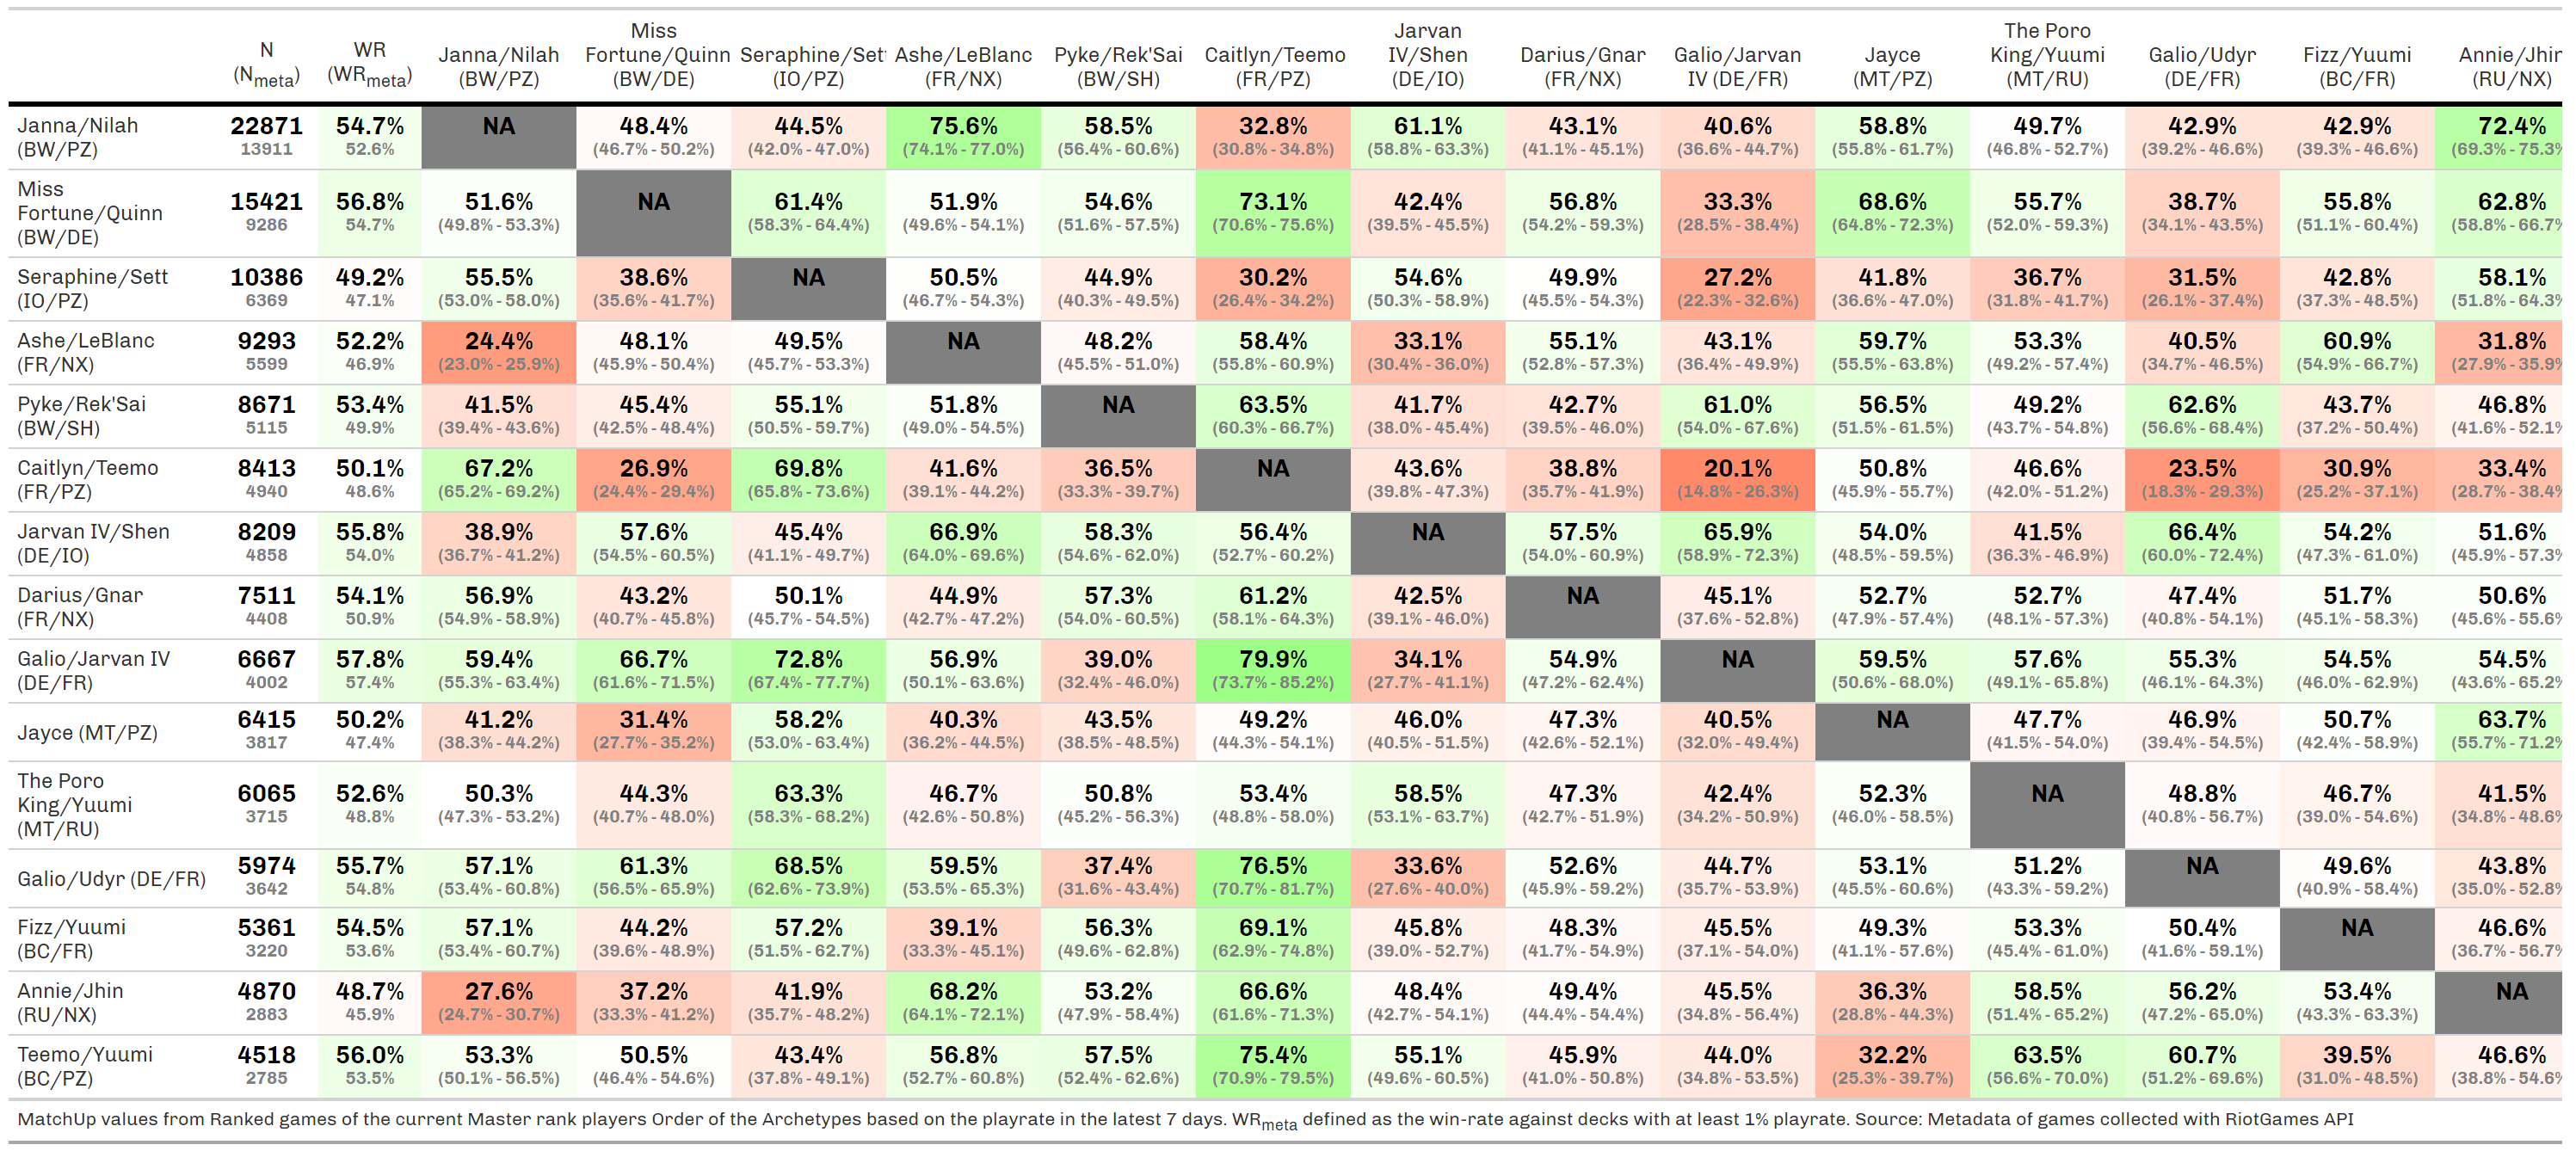 N (Nmeta) WR (WRmeta) Janna/Nilah (BW/PZ) Miss Fortune/Quinn (BW/DE) Seraphine/Sett (IO/PZ) Ashe/LeBlanc (FR/NX) Pyke/Rek'Sai (BW/SH) Caitlyn/Teemo (FR/PZ) Jarvan IV/Shen (DE/IO) Darius/Gnar (FR/NX) Galio/Jarvan IV (DE/FR) Jayce (MT/PZ) The Poro King/Yuumi (MT/RU) Galio/Udyr (DE/FR) Fizz/Yuumi (BC/FR) Annie/Jhin (RU/NX)
Janna/Nilah 22871 54.7% NA 48.4% 44.5% 75.6% 58.5% 32.8% 61.1% 43.1% 40.6% 58.8% 49.7% 42.9% 42.9% 72.4%
(BW/PZ) 13911 52.6% (46.7% - 50.2%) (42.0% - 47.0%) (74.1% - 77.0%) (56.4% - 60.6%) (30.8% - 34.8%) (58.8% - 63.3%) (41.1% - 45.1%) (36.6% - 44.7%) (55.8% - 61.7%) (46.8% - 52.7%) (39.2% - 46.6%) (39.3% - 46.6%) (69.3% - 75.3%
Miss Fortune/Quinn 15421 56.8% 51.6% NA 61.4% 51.9% 54.6% 73.1% 42.4% 56.8% 33.3% 68.6% 55.7% 38.7% 55.8% 62.8%
(BW/DE) 9286 54.7% (49.8% - 53.3%) (58.3% - 64.4%) (49.6% - 54.1%) (51.6% - 57.5%) (70.6% - 75.6%) (39.5% - 45.5%) (54.2% - 59.3%) (28.5% - 38.4%) (64.8% - 72.3%) (52.0% - 59.3%) (34.1% - 43.5%) (51.1% - 60.4%) (58.8% - 66.7%
Seraphine/Sett 10386 49.2% 55.5% 38.6% NA 50.5% 44.9% 30.2% 54.6% 49.9% 27.2% 41.8% 36.7% 31.5% 42.8% 58.1%
(IO/PZ) 6369 47.1% (53.0% - 58.0%) (35.6% - 41.7%) (46.7% - 54.3%) (40.3% - 49.5%) (26.4% - 34.2%) (50.3% - 58.9%) (45.5% - 54.3%) (22.3% - 32.6%) (36.6% - 47.0%) (31.8% - 41.7%) (26.1% - 37.4%) (37.3% - 48.5%) (51.8% - 64.3%
Ashe/LeBlanc 9293 52.2% 24.4% 48.1% 49.5% NA 48.2% 58.4% 33.1% 55.1% 43.1% 59.7% 53.3% 40.5% 60.9% 31.8%
(FR/NX) 5599 46.9% (23.0% - 25.9%) (45.9% - 50.4%) (45.7% - 53.3%) (45.5% - 51.0%) (55.8% - 60.9%) (30.4% - 36.0%) (52.8% - 57.3%) (36.4% - 49.9%) (55.5% - 63.8%) (49.2% - 57.4%) (34.7% - 46.5%) (54.9% - 66.7%) (27.9% - 35.9%
Pyke/Rek'Sai 8671 53.4% 41.5% 45.4% 55.1% 51.8% NA 63.5% 41.7% 42.7% 61.0% 56.5% 49.2% 62.6% 43.7% 46.8%
(BW/SH) 5115 49.9% (39.4% - 43.6%) (42.5% - 48.4%) (50.5% - 59.7%) (49.0% - 54.5%) (60.3% - 66.7%) (38.0% - 45.4%) (39.5% - 46.0%) (54.0% - 67.6%) (51.5% - 61.5%) (43.7% - 54.8%) (56.6% - 68.4%) (37.2% - 50.4%) (41.6% - 52.1%
Caitlyn/Teemo 8413 50.1% 67.2% 26.9% 69.8% 41.6% 36.5% NA 43.6% 38.8% 20.1% 50.8% 46.6% 23.5% 30.9% 33.4%
(FR/PZ) 4940 48.6% (65.2% - 69.2%) (24.4% - 29.4%) (65.8% - 73.6%) (39.1% - 44.2%) (33.3% - 39.7%) (39.8% - 47.3%) (35.7% - 41.9%) (14.8% - 26.3%) (45.9% - 55.7%) (42.0% - 51.2%) (18.3% - 29.3%) (25.2% - 37.1%) (28.7% - 38.4%
Jarvan IV/Shen 8209 55.8% 38.9% 57.6% 45.4% 66.9% 58.3% 56.4% NA 57.5% 65.9% 54.0% 41.5% 66.4% 54.2% 51.6%
(DE/IO) 4858 54.0% (36.7% - 41.2%) (54.5% - 60.5%) (41.1% - 49.7%) (64.0% - 69.6%) (54.6% - 62.0%) (52.7% - 60.2%) (54.0% - 60.9%) (58.9% - 72.3%) (48.5% - 59.5%) (36.3% - 46.9%) (60.0% - 72.4%) (47.3% - 61.0%) (45.9% - 57.3%
Darius/Gnar 7511 54.1% 56.9% 43.2% 50.1% 44.9% 57.3% 61.2% 42.5% NA 45.1% 52.7% 52.7% 47.4% 51.7% 50.6%
(FR/NX) 4408 50.9% (54.9% - 58.9%) (40.7% - 45.8%) (45.7% - 54.5%) (42.7% - 47.2%) (54.0% - 60.5%) (58.1% - 64.3%) (39.1% - 46.0%) (37.6% - 52.8%) (47.9% - 57.4%) (48.1% - 57.3%) (40.8% - 54.1%) (45.1% - 58.3%) (45.6% - 55.6%
Galio/Jarvan IV 6667 57.8% 59.4% 66.7% 72.8% 56.9% 39.0% 79.9% 34.1% 54.9% NA 59.5% 57.6% 55.3% 54.5% 54.5%
(DE/FR) 4002 57.4% (55.3% - 63.4%) (61.6% - 71.5%) (67.4% - 77.7%) (50.1% - 63.6%) (32.4% - 46.0%) (73.7% - 85.2%) (27.7% - 41.1%) (47.2% - 62.4%) (50.6% - 68.0%) (49.1% - 65.8%) (46.1% - 64.3%) (46.0% - 62.9%) (43.6% - 65.2%
Jayce (MT/PZ) 6415 50.2% 41.2% 31.4% 58.2% 40.3% 43.5% 49.2% 46.0% 47.3% 40.5% NA 47.7% 46.9% 50.7% 63.7%
3817 47.4% (38.3% - 44.2%) (27.7% - 35.2%) (53.0% - 63.4%) (36.2% - 44.5%) (38.5% - 48.5%) (44.3% - 54.1%) (40.5% - 51.5%) (42.6% - 52.1%) (32.0% - 49.4%) (41.5% - 54.0%) (39.4% - 54.5%) (42.4% - 58.9%) (55.7% - 71.2%
The Poro King/Yuumi 6065 52.6% 50.3% 44.3% 63.3% 46.7% 50.8% 53.4% 58.5% 47.3% 42.4% 52.3% NA 48.8% 46.7% 41.5%
(MT/RU) 3715 48.8% (47.3% - 53.2%) (40.7% - 48.0%) (58.3% - 68.2%) (42.6% - 50.8%) (45.2% - 56.3%) (48.8% - 58.0%) (53.1% - 63.7%) (42.7% - 51.9%) (34.2% - 50.9%) (46.0% - 58.5%) (40.8% - 56.7%) (39.0% - 54.6%) (34.8% - 48.6%
Galio/Udyr (DE/FR) 5974 55.7% 57.1% 61.3% 68.5% 59.5% 37.4% 76.5% 33.6% 52.6% 44.7% 53.1% 51.2% NA 49.6% 43.8%
3642 54.8% (53.4% - 60.8%) (56.5% - 65.9%) (62.6% - 73.9%) (53.5% - 65.3%) (31.6% - 43.4%) (70.7% - 81.7%) (27.6% - 40.0%) (45.9% - 59.2%) (35.7% - 53.9%) (45.5% - 60.6%) (43.3% - 59.2%) (40.9% - 58.4%) (35.0% - 52.8%
Fizz/Yuumi 5361 54.5% 57.1% 44.2% 57.2% 39.1% 56.3% 69.1% 45.8% 48.3% 45.5% 49.3% 53.3% 50.4% NA 46.6%
(BC/FR) 3220 53.6% (53.4% - 60.7%) (39.6% - 48.9%) (51.5% - 62.7%) (33.3% - 45.1%) (49.6% - 62.8%) (62.9% - 74.8%) (39.0% - 52.7%) (41.7% - 54.9%) (37.1% - 54.0%) (41.1% - 57.6%) (45.4% - 61.0%) (41.6% - 59.1%) (36.7% - 56.7%
Annie/Jhin 4870 48.7% 27.6% 37.2% 41.9% 68.2% 53.2% 66.6% 48.4% 49.4% 45.5% 36.3% 58.5% 56.2% 53.4% NA
(RU/NX) 2883 45.9% (24.7% - 30.7%) (33.3% - 41.2%) (35.7% - 48.2%) (64.1% - 72.1%) (47.9% - 58.4%) (61.6% - 71.3%) (42.7% - 54.1%) (44.4% - 54.4%) (34.8% - 56.4%) (28.8% - 44.3%) (51.4% - 65.2%) (47.2% - 65.0%) (43.3% - 63.3%)
Teemo/Yuumi 4518 56.0% 53.3% 50.5% 43.4% 56.8% 57.5% 75.4% 55.1% 45.9% 44.0% 32.2% 63.5% 60.7% 39.5% 46.6%
(BC/PZ) 2785 53.5% (50.1% - 56.5%) (46.4% - 54.6%) (37.8% - 49.1%) (52.7% - 60.8%) (52.4% - 62.6%) (70.9% - 79.5%) (49.6% - 60.5%) (41.0% - 50.8%) (34.8% - 53.5%) (25.3% - 39.7%) (56.6% - 70.0%) (51.2% - 69.6%) (31.0% - 48.5%) (38.8% - 54.6%
MatchUp values from Ranked games of the current Master rank players Order of the Archetypes based on the playrate in the latest 7 days. WRmeta defined as the win-rate against decks with at least 1% playrate. Source: Metadata of games collected with RiotGames API